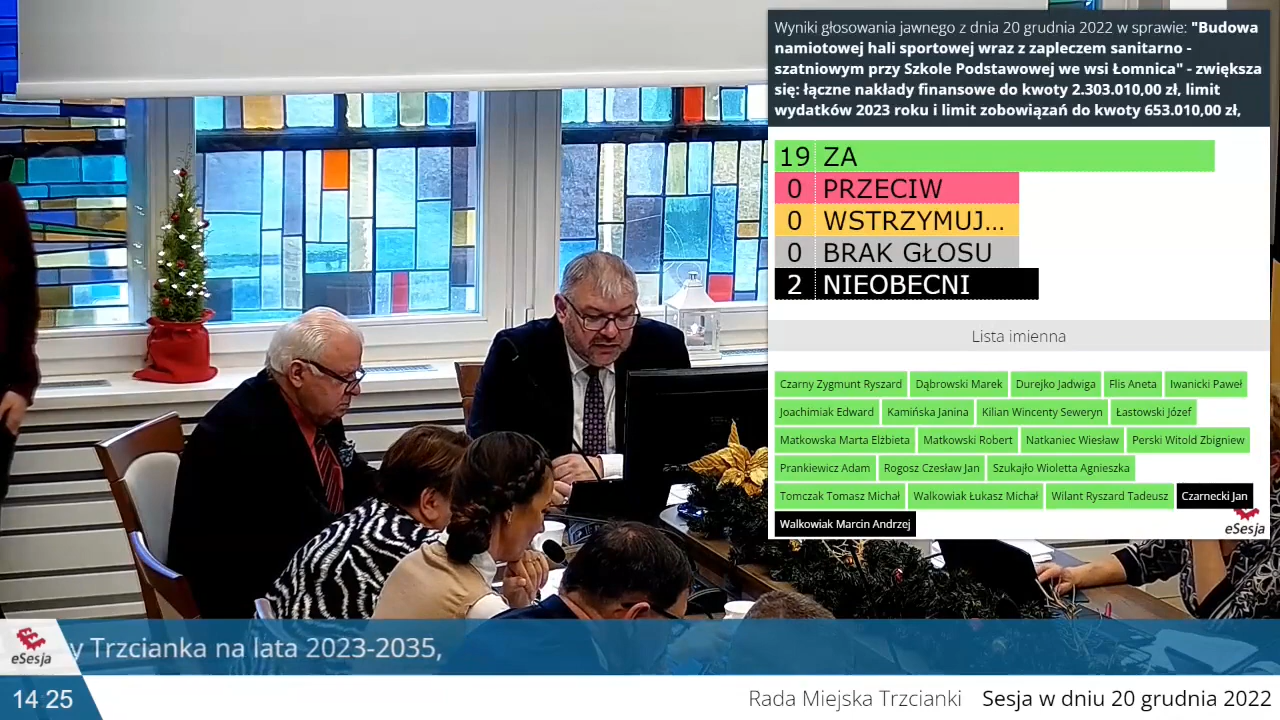 Wyniki głosowania jawnego z dnia 20 grudnia 2022 w sprawie: "Budowa
namiotowej hali sportowej wraz z zapleczem sanitarno -
szatniowym przy Szkole Podstawowej we wsi Łomnica" - zwiększa
się: łączne nakłady finansowe do kwoty 2.303.010,00 zł, limit
wydatków 2023 roku i limit zobowiązań do kwoty 653.010,00 zł,
19 ZA
0 PRZECIW
0 WSTRZYMUJ...
0 BRAK GŁOSU
2 NIEOBECNI
Lista imienna
Czarny Zygmunt Ryszard Dąbrowski Marek Durejko Jadwiga Flis Aneta Iwanicki Paweł
Joachimiak Edward Kamińska Janina Kilian Wincenty Seweryn Łastowski Józef
Matkowska Marta Elżbieta Matkowski Robert Natkaniec Wiesław Perski Witold Zbigniew
Prankiewicz Adam Rogosz Czesław Jan Szukajło Wioletta Agnieszka
Tomczak Tomasz Michał Walkowiak Łukasz Michał Wilant Ryszard Tadeusz Czarnecki Jan
Walkowiak Marcin Andrzej
eSesja
y Trzcianka na lata 2023-2035,
eSesja
14 25
Rada Miejska Trzcianki Sesja w dniu 20 grudnia 2022